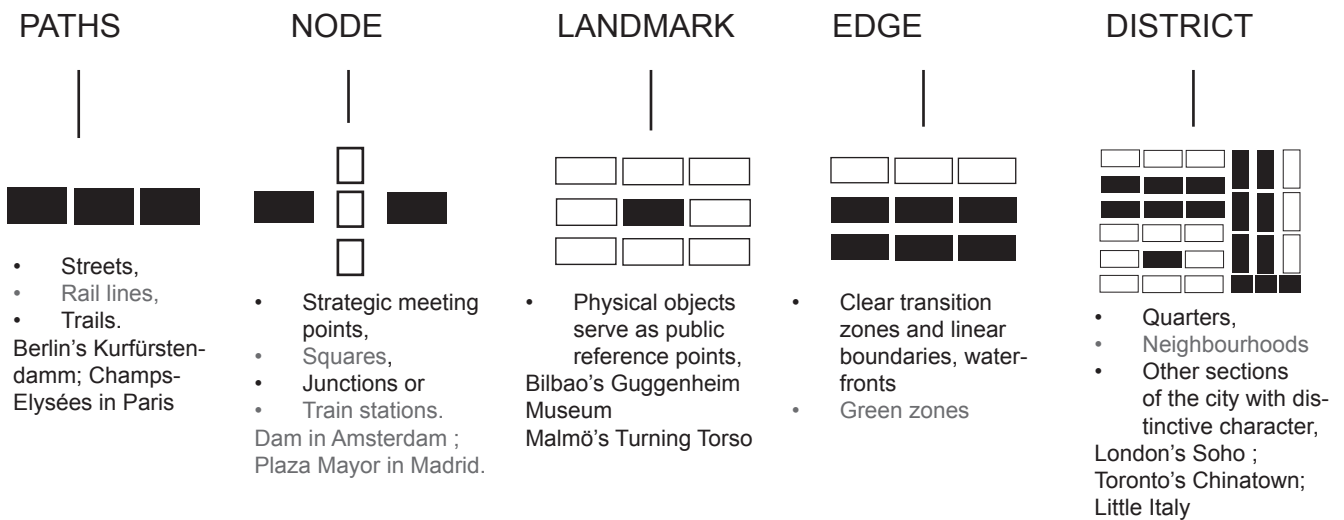 PATHS
• Streets,
• Rail lines,
• Trails.
Berlin's Kurfürsten-
damm; Champs-
Elysées in Paris
NODE
• Strategic meeting
points,
• Squares,
• Junctions or
• Train stations.
Dam in Amsterdam ;
Plaza Mayor in Madrid.
LANDMARK
• Physical objects
serve as public
reference points,
Bilbao's Guggenheim
Museum
Malmö's Turning Torso
EDGE
• Clear transition
zones and linear
boundaries, water-
fronts
• Green zones
DISTRICT
• Quarters,
• Neighbourhoods
• Other sections
of the city with dis-
tinctive character,
London's Soho ;
Toronto's Chinatown;
Little Italy